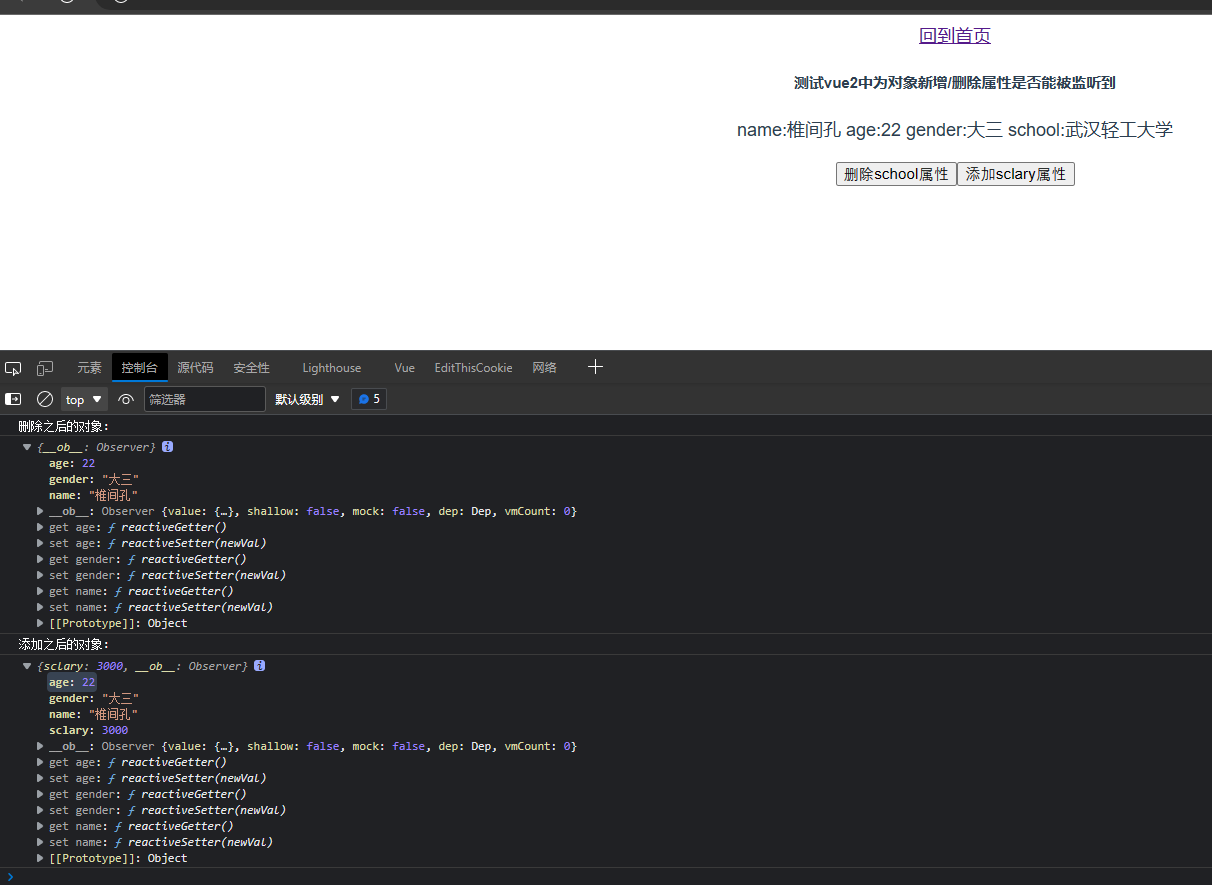 回到首页
测试vue2中为对象新增/删除属性是否能被监听到
name:椎间孔 age:22 gender:大三 school:武汉轻工大学
删除school属性 添加sclary属性
元素 控制台 源代码 安全性 Lighthouse Vue EditThisCookie 网络
top 筛选器 默认级别 5
删除之后的对象:
{__ob__: Observer}
age: 22
gender: "大三"
name: "椎间孔"
__ob__: Observer {value: {…}, shallow: false, mock: false, dep: Dep, vmCount: 0}
get age: ƒ reactiveGetter()
set age: ƒ reactiveSetter(newVal)
get gender: ƒ reactiveGetter()
set gender: ƒ reactiveSetter(newVal)
get name: ƒ reactiveGetter()
set name: ƒ reactiveSetter(newVal)
[[Prototype]]: Object
添加之后的对象:
{sclary: 3000, __ob__: Observer}
age: 22
gender: "大三"
name: "椎间孔"
sclary: 3000
__ob__: Observer {value: {…}, shallow: false, mock: false, dep: Dep, vmCount: 0}
get age: ƒ reactiveGetter()
set age: ƒ reactiveSetter(newVal)
get gender: ƒ reactiveGetter()
set gender: ƒ reactiveSetter(newVal)
get name: ƒ reactiveGetter()
set name: ƒ reactiveSetter(newVal)
[[Prototype]]: Object